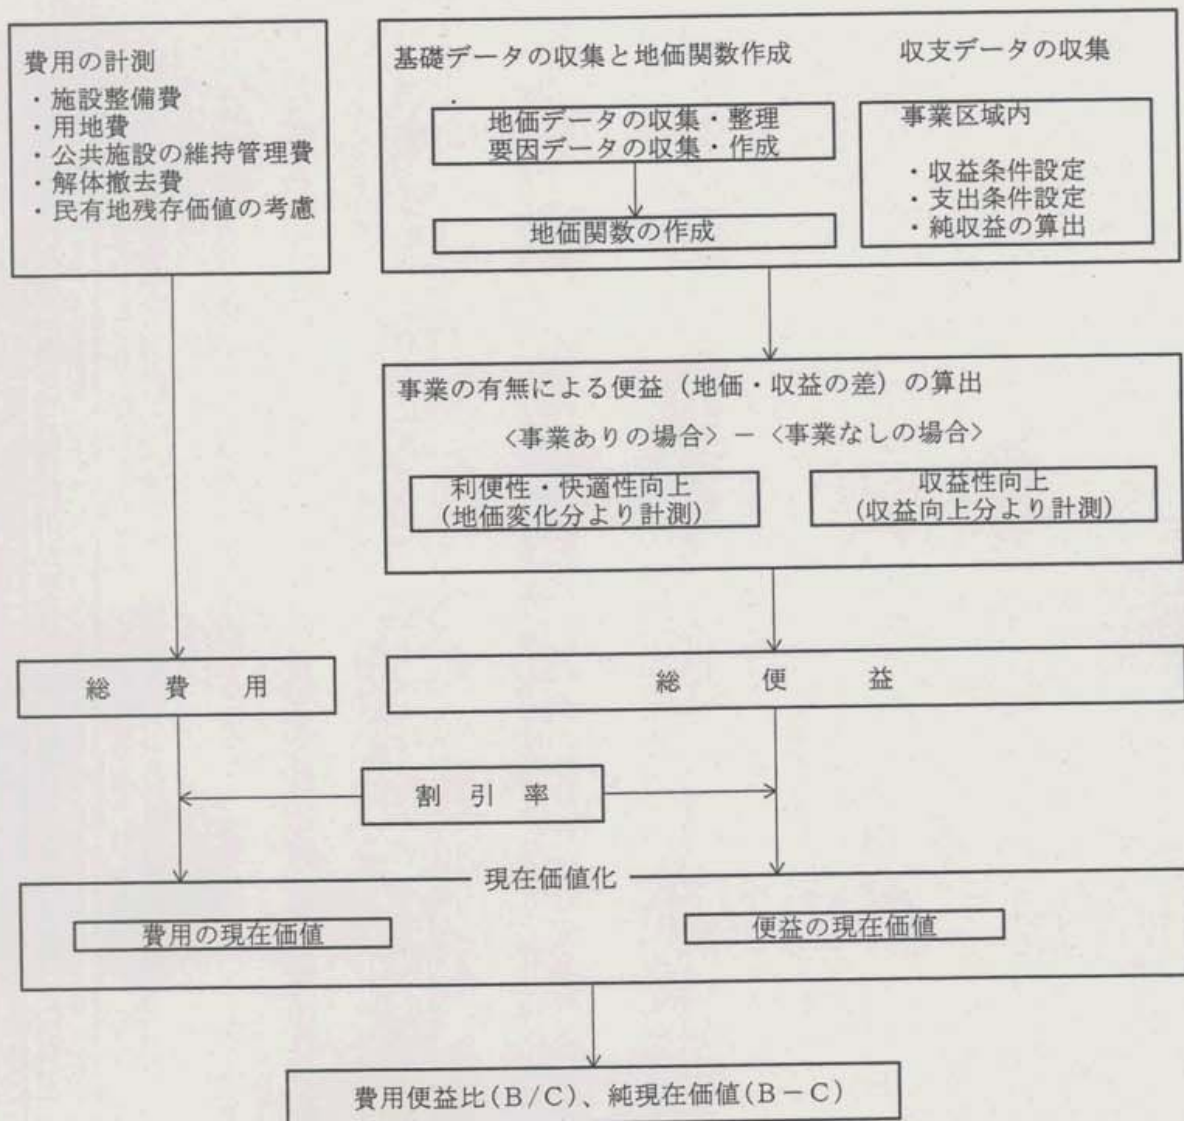 費用の計測
・施設整備費
・用地費
・公共施設の維持管理費
・解体撤去費
・民有地残存価値の考慮
基礎データの収集と地価関数作成
地価データの収集・整理
要因データの収集・作成
地価関数の作成
収支データの収集
事業区域内
・収益条件設定
・支出条件設定
・純収益の算出
事業の有無による便益（地価・収益の差）の算出
〈事業ありの場合〉－〈事業なしの場合〉
利便性・快適性向上
（地価変化分より計測）
収益性向上
（収益向上分より計測）
総費用
総便益
割引率
現在価値化
費用の現在価値
便益の現在価値
費用便益比（B/C）、純現在価値（B－C）